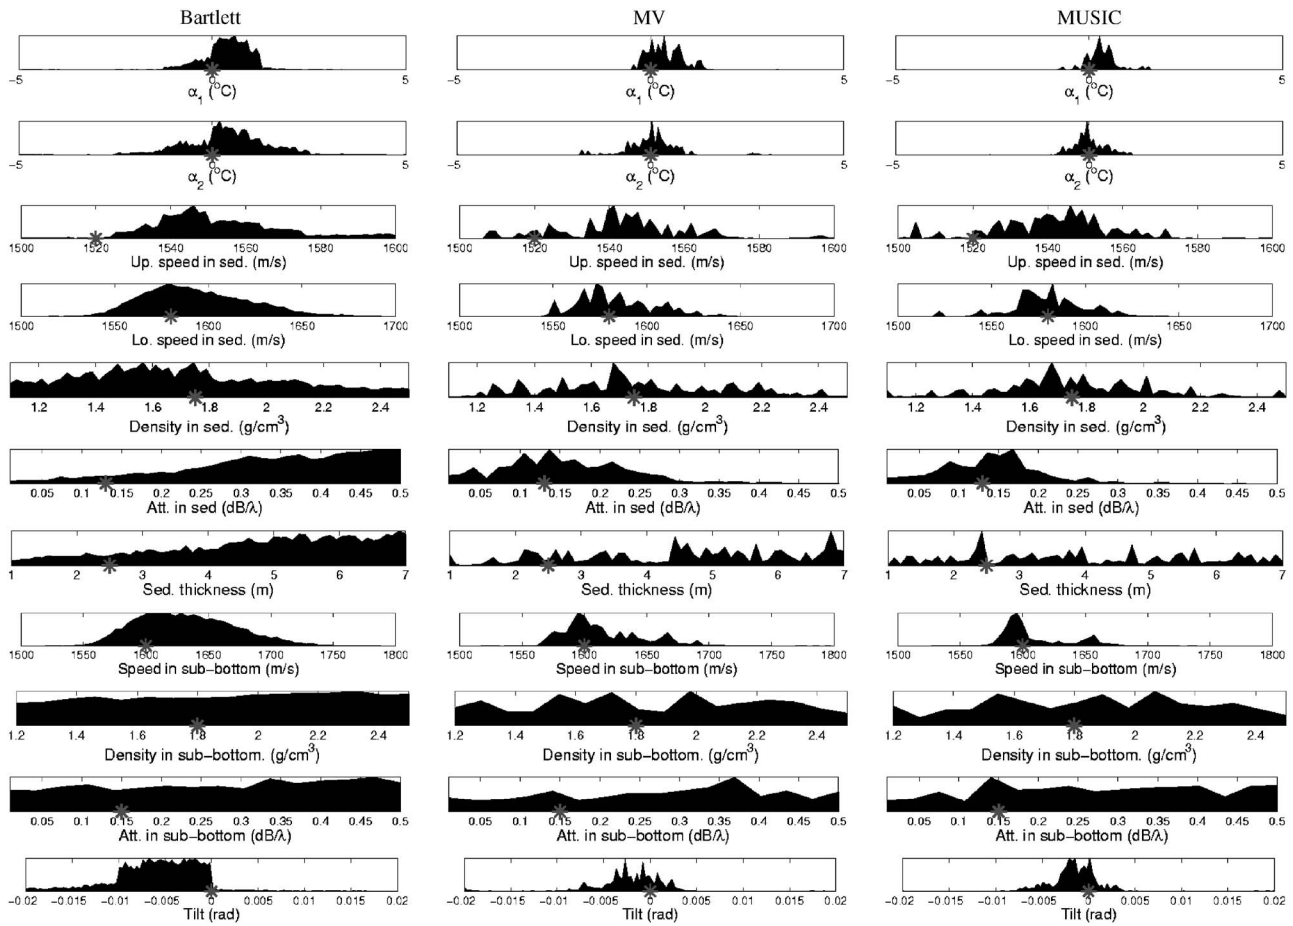 Bartlett MV MUSIC
−5 0 5 −5 0 5 −5 0 5
α1 (°C) α1 (°C) α1 (°C)
−5 0 5 −5 0 5 −5 0 5
α2 (°C) α2 (°C) α2 (°C)
1500 1520 1540 1560 1580 1600 1500 1520 1540 1560 1580 1600 1500 1520 1540 1560 1580 1600
Up. speed in sed. (m/s) Up. speed in sed. (m/s) Up. speed in sed. (m/s)
1500 1550 1600 1650 1700 1500 1550 1600 1650 1700 1500 1550 1600 1650 1700
Lo. speed in sed. (m/s) Lo. speed in sed. (m/s) Lo. speed in sed. (m/s)
1.2 1.4 1.6 1.8 2 2.2 2.4 1.2 1.4 1.6 1.8 2 2.2 2.4 1.2 1.4 1.6 1.8 2 2.2 2.4
Density in sed. (g/cm³) Density in sed. (g/cm³) Density in sed. (g/cm³)
0.05 0.1 0.15 0.2 0.25 0.3 0.35 0.4 0.45 0.5 0.05 0.1 0.15 0.2 0.25 0.3 0.35 0.4 0.45 0.5 0.05 0.1 0.15 0.2 0.25 0.3 0.35 0.4 0.45 0.5
Att. in sed (dB/λ) Att. in sed (dB/λ) Att. in sed (dB/λ)
1 2 3 4 5 6 7 1 2 3 4 5 6 7 1 2 3 4 5 6 7
Sed. thickness (m) Sed. thickness (m) Sed. thickness (m)
1500 1550 1600 1650 1700 1750 1800 1500 1550 1600 1650 1700 1750 1800 1500 1550 1600 1650 1700 1750 1800
Speed in sub−bottom (m/s) Speed in sub−bottom (m/s) Speed in sub−bottom (m/s)
1.2 1.4 1.6 1.8 2 2.2 2.4 1.2 1.4 1.6 1.8 2 2.2 2.4 1.2 1.4 1.6 1.8 2 2.2 2.4
Density in sub−bottom. (g/cm³) Density in sub−bottom. (g/cm³) Density in sub−bottom. (g/cm³)
0.05 0.1 0.15 0.2 0.25 0.3 0.35 0.4 0.45 0.5 0.05 0.1 0.15 0.2 0.25 0.3 0.35 0.4 0.45 0.5 0.05 0.1 0.15 0.2 0.25 0.3 0.35 0.4 0.45 0.5
Att. in sub−bottom (dB/λ) Att. in sub−bottom (dB/λ) Att. in sub−bottom (dB/λ)
−0.02 −0.015 −0.01 −0.005 0 0.005 0.01 0.015 0.02 −0.02 −0.015 −0.01 −0.005 0 0.005 0.01 0.015 0.02 −0.02 −0.015 −0.01 −0.005 0 0.005 0.01 0.015 0.02
Tilt (rad) Tilt (rad) Tilt (rad)